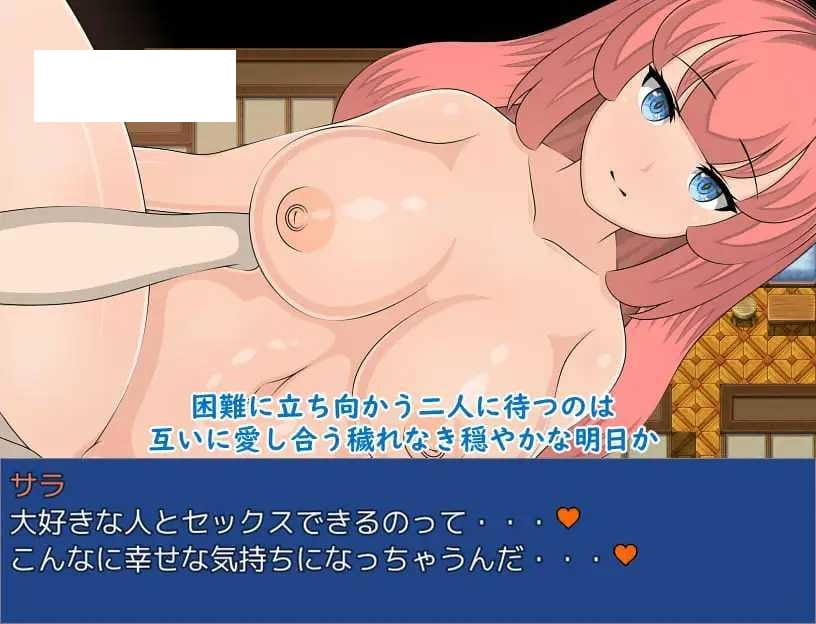 困難に立ち向かう二人に待つのは
互いに愛し合う穢れなき穏やかな明日か
サラ
大好きな人とセックスできるのって・・・♥
こんなに幸せな気持ちになっちゃうんだ・・・♥